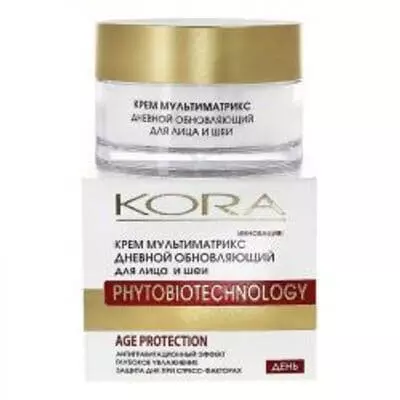 КРЕМ МУЛЬТИМАТРИКС
ДНЕВНОЙ ОБНОВЛЯЮЩИЙ
ДЛЯ ЛИЦА И ШЕИ
KORA
ИННОВАЦИЯ
КРЕМ МУЛЬТИМАТРИКС
ДНЕВНОЙ ОБНОВЛЯЮЩИЙ
ДЛЯ ЛИЦА И ШЕИ
PHYTOBIOTECHNOLOGY
AGE PROTECTION
АНТИГРАВИТАЦИОННЫЙ ЭФФЕКТ
ГЛУБОКОЕ УВЛАЖНЕНИЕ
ЗАЩИТА ДНК ПРИ СТРЕСС-ФАКТОРАХ
ДЕНЬ